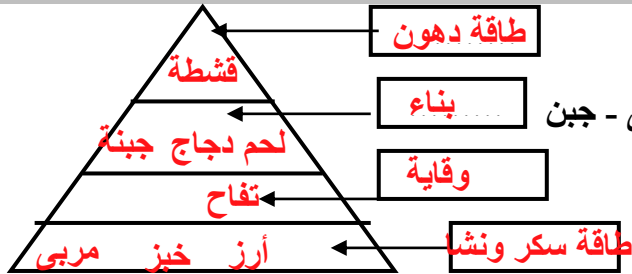 طاقة دهون
قشطة
بناء
- جبن
لحم دجاج جبنة
وقاية
تفاح
طاقة سكر ونشا
أرز خبز مربى